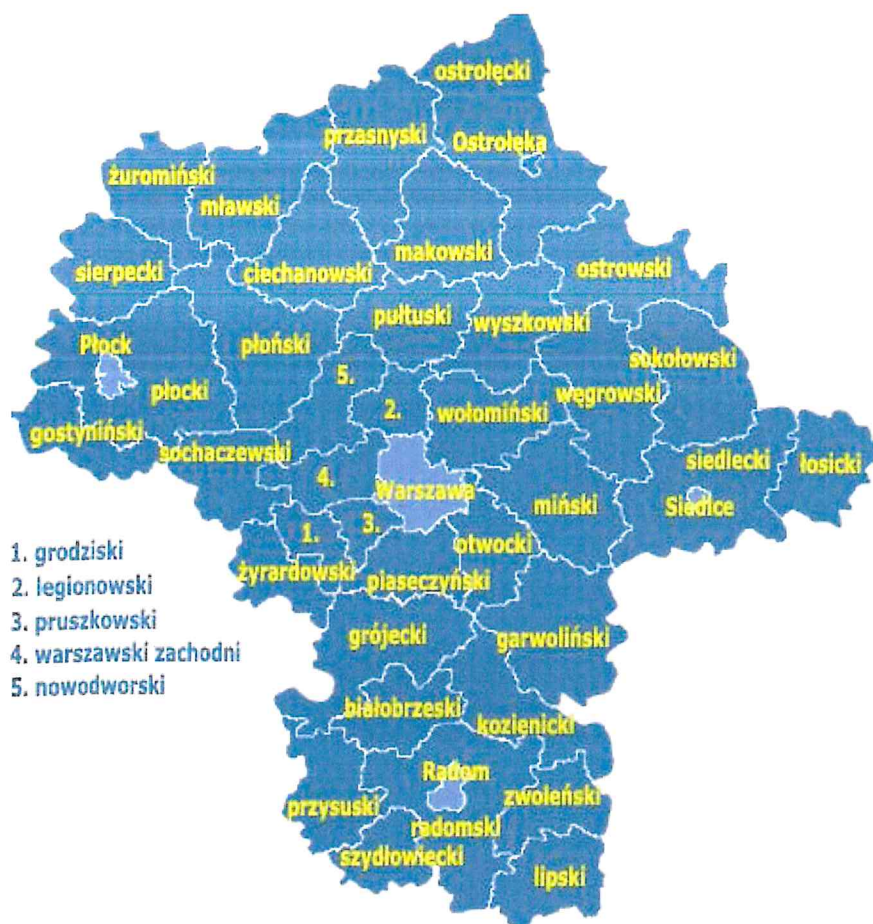 ostrołęcki
przasnyski
Ostrołęka
żuromiński
mławski
makowski
sierpecki
ciechanowski
ostrowski
pułtuski
wyszkowski
Płock
płoński
sokołowski
5.
płocki
2.
wołomiński
węgrowski
gostyniński
sochaczewski
siedlecki
łosicki
4.
Warszawa
miński
Siedlce
1.
3.
otwocki
żyrardowski
piaseczyński
1. grodziski
2. legionowski
3. pruszkowski
4. warszawski zachodni
5. nowodworski
grójecki
garwoliński
białobrzeski
kozienicki
Radom
przysuski
zwoleński
radomski
szydłowiecki
lipski